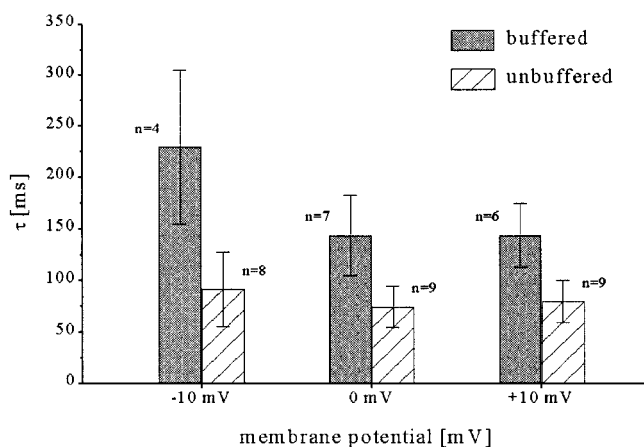 350
300
250
200
150
100
50
0
τ [ms]
buffered
unbuffered
n=4
n=8
n=7
n=9
n=6
n=9
-10 mV
0 mV
+10 mV
membrane potential [mV]